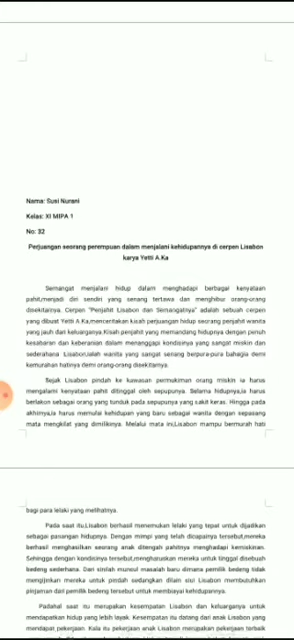 Nama: Susi Nurani
Kelas: XI MIPA 1
No: 32
Perjuangan seorang perempuan dalam menjalani kehidupannya di cerpen Lisabon
karya Yetti A.Ka
Semangat menjalani hidup dalam menghadapi berbagai kenyataan
pahit,menjadi diri sendiri yang senang tertawa dan menghibur orang-orang
disekitarnya. Cerpen "Penjahit Lisabon dan Semangatnya" adalah sebuah cerpen
yang dibuat Yetti A.Ka,menceritakan kisah perjuangan hidup seorang penjahit wanita
yang jauh dari keluarganya.Kisah penjahit yang memandang hidupnya dengan penuh
kesabaran dan keberanian dalam menanggapi kondisinya yang sangat miskin dan
sederhana Lisabon,ialah wanita yang sangat senang berpura-pura bahagia demi
kemurahan hatinya demi orang-orang disekitarnya.
Sejak Lisabon pindah ke kawasan permukiman orang miskin ia harus
mengalami kenyataan pahit ditinggal oleh sepupunya. Selama hidupnya,ia harus
berlakon sebagai orang yang tunduk pada sepupunya yang sakit keras. Hingga pada
akhirnya,ia harus memulai kehidupan yang baru sebagai wanita dengan sepasang
mata mengkilat yang dimilikinya. Melalui mata ini,Lisabon mampu bermurah hati
bagi para lelaki yang melihatnya.
Pada saat itu,Lisabon berhasil menemukan lelaki yang tepat untuk dijadikan
sebagai pasangan hidupnya. Dengan mimpi yang telah dicapainya tersebut,mereka
berhasil menghasilkan seorang anak ditengah pahitnya menghadapi kemiskinan.
Sehingga dengan kondisinya tersebut,mengharuskan mereka untuk tinggal disebuah
bedeng sederhana. Dari sinilah muncul masalah baru dimana pemilik bedeng tidak
mengijinkan mereka untuk pindah sedangkan dilain sisi Lisabon membutuhkan
pinjaman dari pemilik bedeng tersebut untuk membiayai kehidupannya.
Padahal saat itu merupakan kesempatan Lisabon dan keluarganya untuk
mendapatkan hidup yang lebih layak. Kesempatan itu datang dari anak Lisabon yang
mendapat pekerjaan. Kala itu pekerjaan anak Lisabon merupakan pekerjaan terbaik